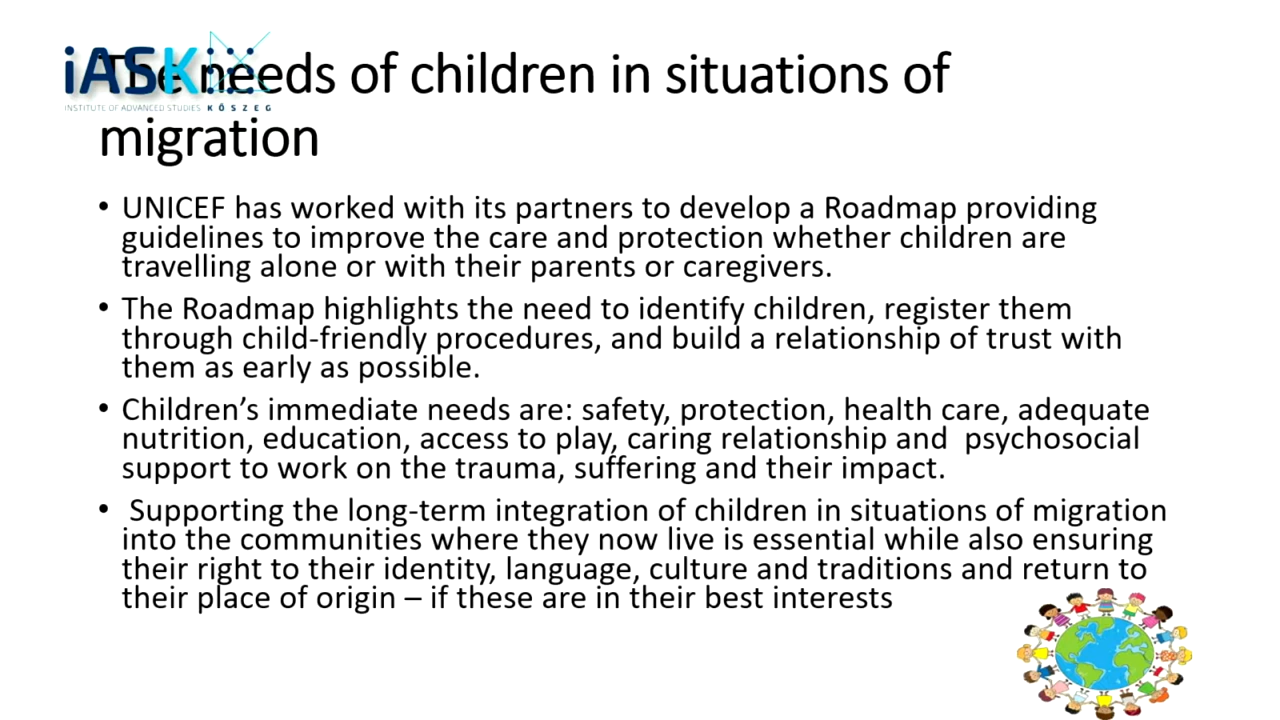 iASK
INSTITUTE OF ADVANCED STUDIES KŐSZEG
The needs of children in situations of
migration
• UNICEF has worked with its partners to develop a Roadmap providing
guidelines to improve the care and protection whether children are
travelling alone or with their parents or caregivers.
• The Roadmap highlights the need to identify children, register them
through child-friendly procedures, and build a relationship of trust with
them as early as possible.
• Children’s immediate needs are: safety, protection, health care, adequate
nutrition, education, access to play, caring relationship and  psychosocial
support to work on the trauma, suffering and their impact.
•  Supporting the long-term integration of children in situations of migration
into the communities where they now live is essential while also ensuring
their right to their identity, language, culture and traditions and return to
their place of origin – if these are in their best interests